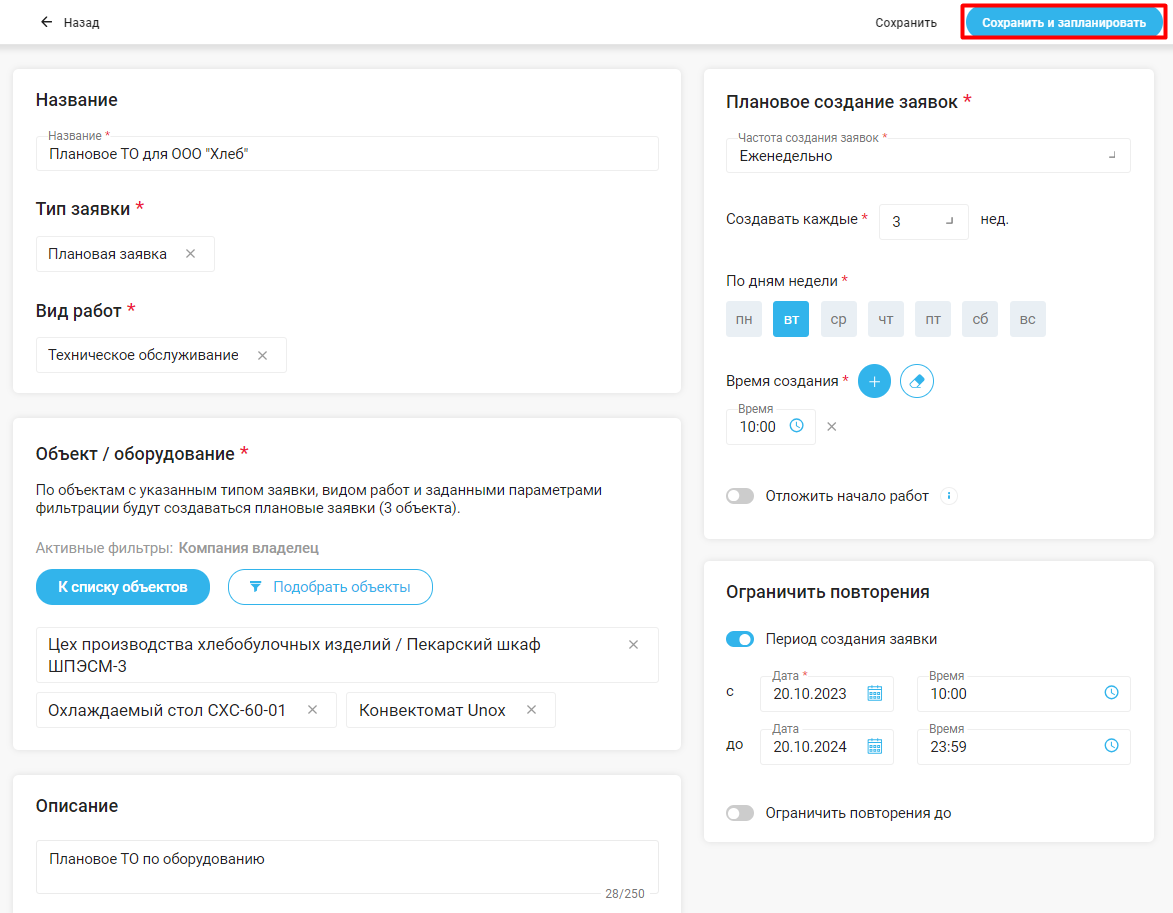 Назад
Сохранить
Сохранить и запланировать
Название
Название *
Плановое ТО для ООО "Хлеб"
Тип заявки *
Плановая заявка
Вид работ *
Техническое обслуживание
Объект / оборудование *
По объектам с указанным типом заявки, видом работ и заданными параметрами
фильтрации будут создаваться плановые заявки (3 объекта).
Активные фильтры: Компания владелец
К списку объектов
Подобрать объекты
Цех производства хлебобулочных изделий / Пекарский шкаф
ШПЭСМ-3
Охлаждаемый стол СХС-60-01
Конвектомат Unox
Описание
Плановое ТО по оборудованию
28/250
Плановое создание заявок *
Частота создания заявок *
Еженедельно
Создавать каждые * 3 нед.
По дням недели *
пн вт ср чт пт сб вс
Время создания *
Время
10:00
Отложить начало работ
Ограничить повторения
Период создания заявки
Дата * Время
с 20.10.2023 10:00
Дата Время
до 20.10.2024 23:59
Ограничить повторения до